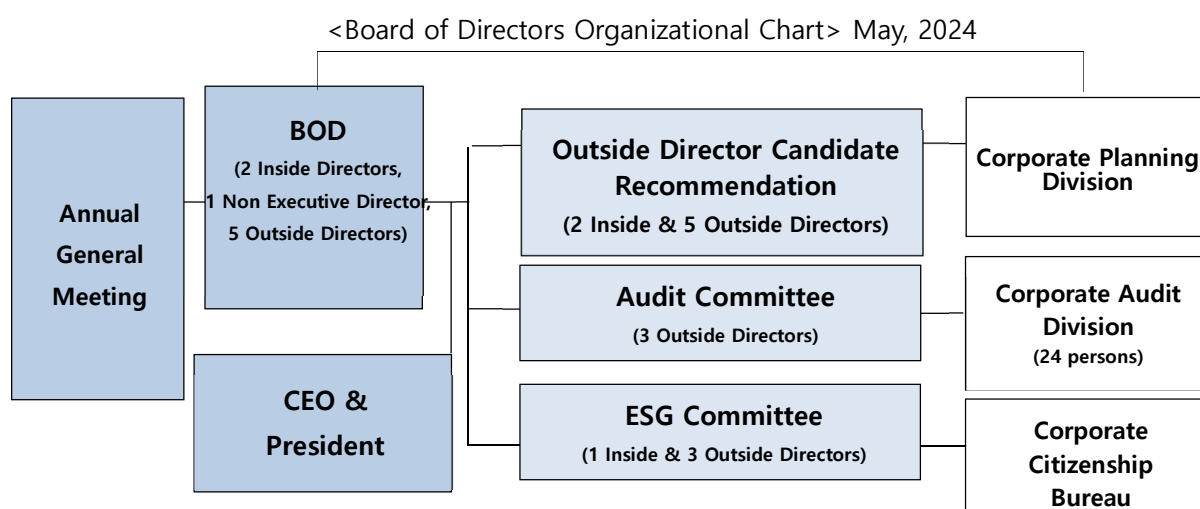 <Board of Directors Organizational Chart> May, 2024
Annual
General
Meeting
BOD
(2 Inside Directors,
1 Non Executive Director,
5 Outside Directors)
CEO &
President
Outside Director Candidate
Recommendation
(2 Inside & 5 Outside Directors)
Audit Committee
(3 Outside Directors)
ESG Committee
(1 Inside & 3 Outside Directors)
Corporate Planning
Division
Corporate Audit
Division
(24 persons)
Corporate
Citizenship
Bureau